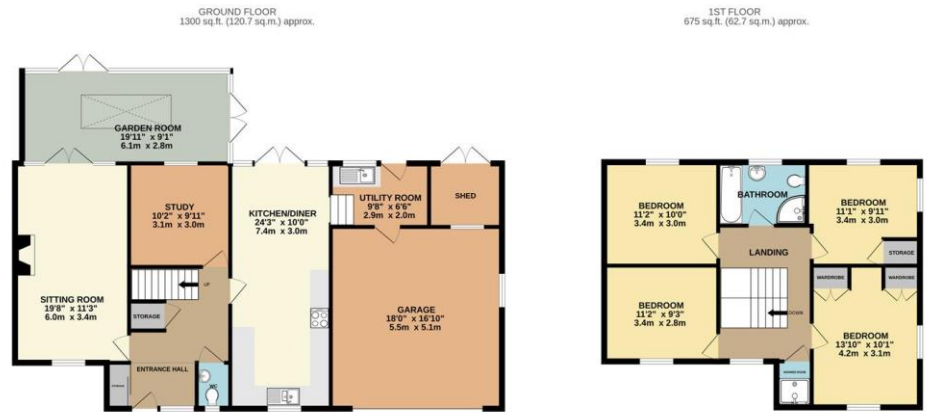 GROUND FLOOR
1300 sq.ft. (120.7 sq.m.) approx.
GARDEN ROOM
19'11" x 9'1"
6.1m x 2.8m
STUDY
10'2" x 9'11"
3.1m x 3.0m
KITCHEN/DINER
24'3" x 10'0"
7.4m x 3.0m
UTILITY ROOM
9'8" x 6'6"
2.9m x 2.0m
SHED
SITTING ROOM
19'8" x 11'3"
6.0m x 3.4m
UP
STORAGE
GARAGE
18'0" x 16'10"
5.5m x 5.1m
ENTRANCE HALL
WC
1ST FLOOR
675 sq.ft. (62.7 sq.m.) approx.
BEDROOM
11'2" x 10'0"
3.4m x 3.0m
BATHROOM
BEDROOM
11'1" x 9'11"
3.4m x 3.0m
LANDING
STORAGE
WARDROBE
WARDROBE
BEDROOM
11'2" x 9'3"
3.4m x 2.8m
DOWN
BEDROOM
13'10" x 10'1"
4.2m x 3.1m